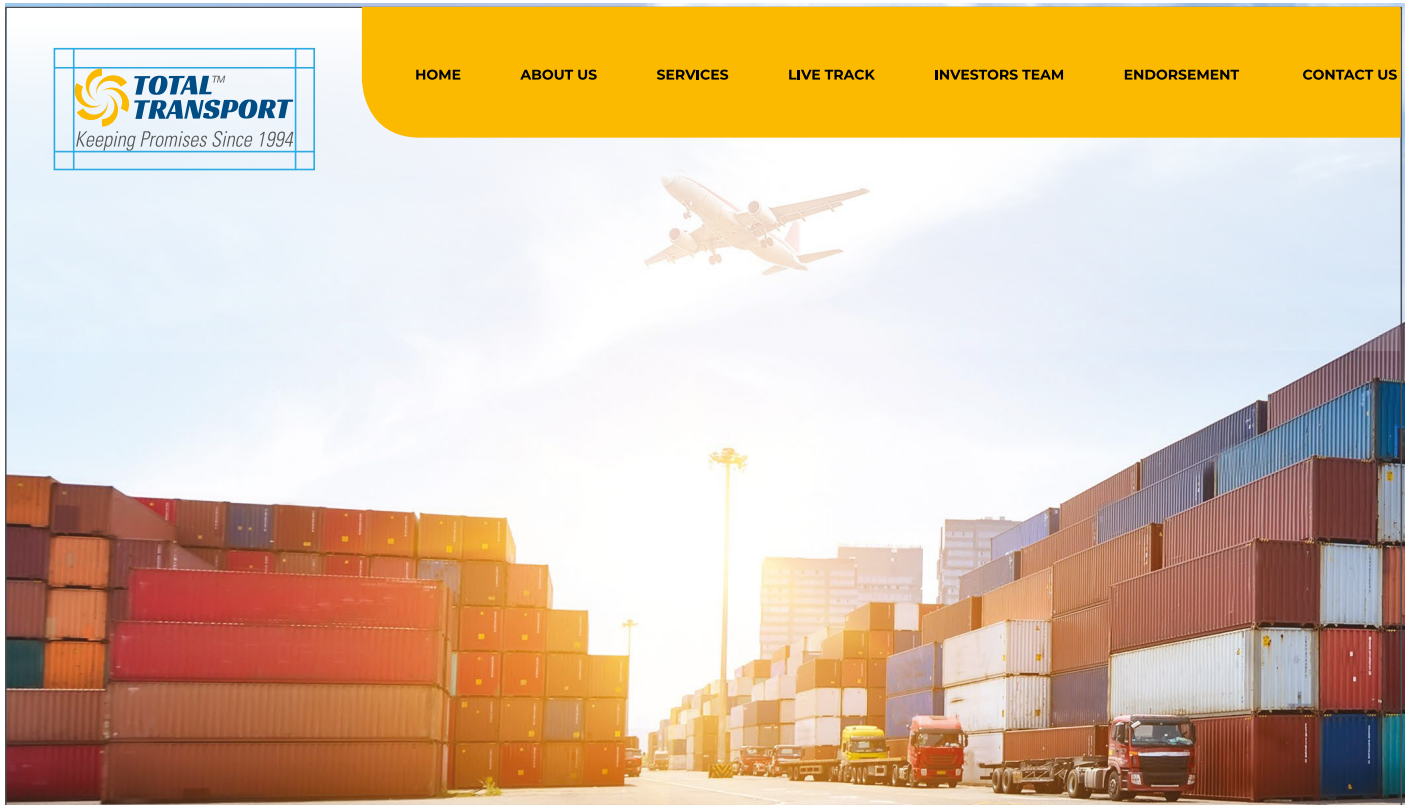 TOTAL™
TRANSPORT
Keeping Promises Since 1994
HOME ABOUT US SERVICES LIVE TRACK INVESTORS TEAM ENDORSEMENT CONTACT US